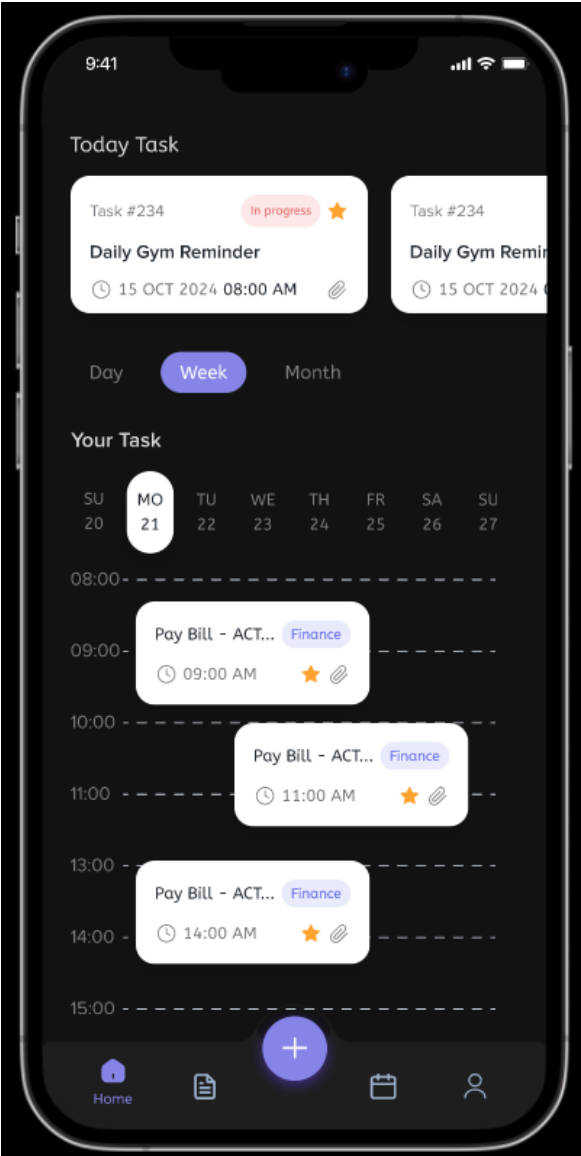 9:41
Today Task
Task #234 In progress
Daily Gym Reminder
15 OCT 2024 08:00 AM
Task #234
Daily Gym Remin
15 OCT 2024
Day Week Month
Your Task
SU MO TU WE TH FR SA SU
20 21 22 23 24 25 26 27
08:00
Pay Bill - ACT... Finance
09:00
09:00 AM
10:00
Pay Bill - ACT... Finance
11:00
11:00 AM
13:00
Pay Bill - ACT... Finance
14:00
14:00 AM
15:00
Home